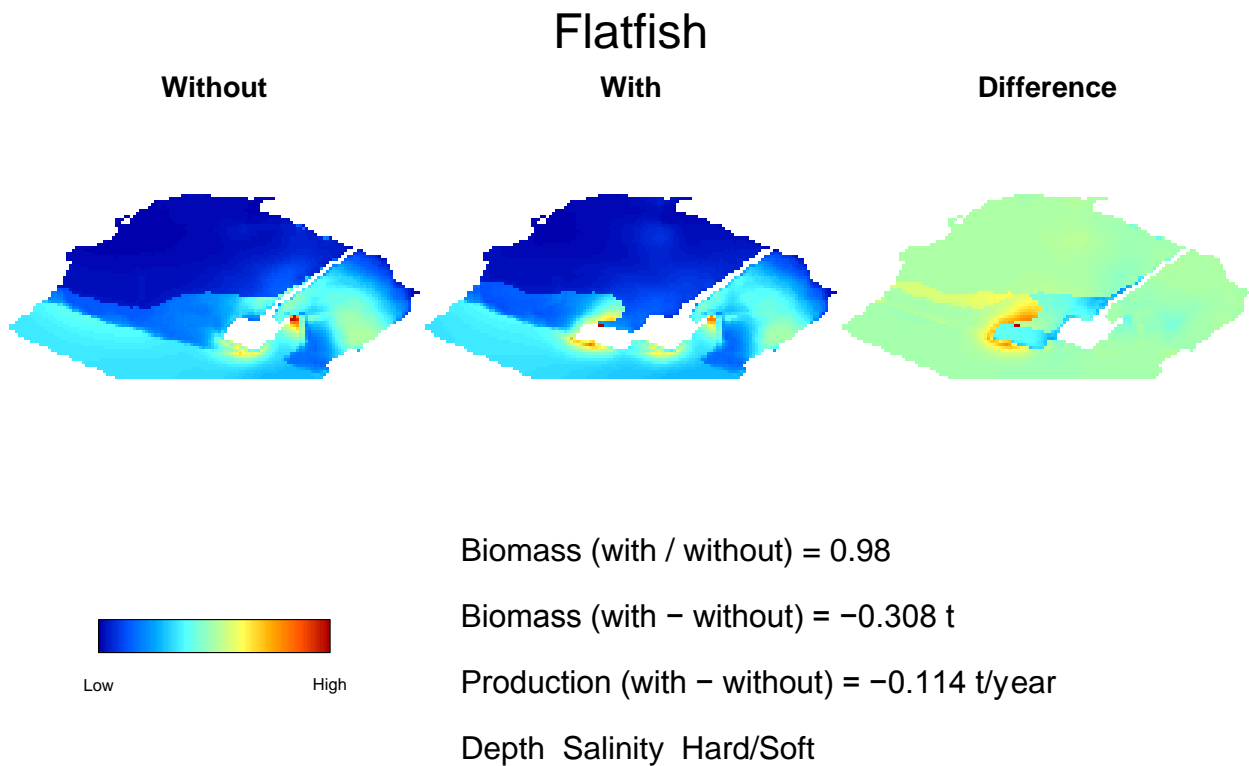 Flatfish
Without With Difference
Biomass (with / without) = 0.98
Biomass (with − without) = −0.308 t
Low High
Production (with − without) = −0.114 t/year
Depth Salinity Hard/Soft